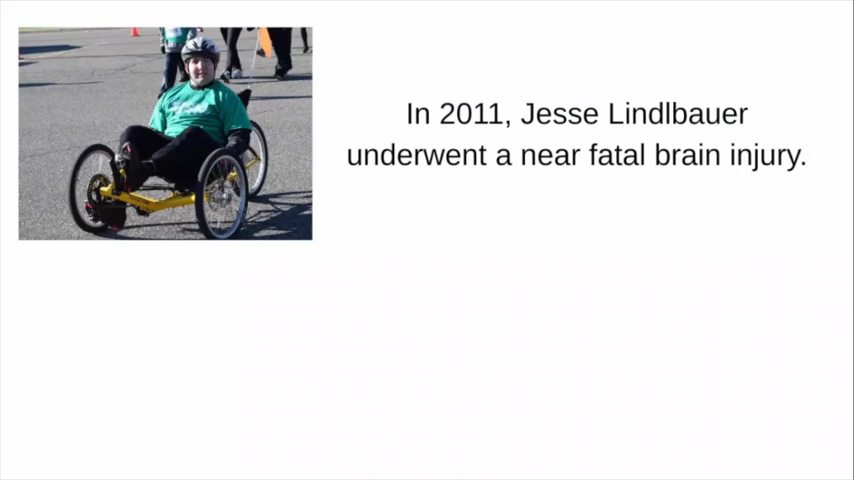 In 2011, Jesse Lindlbauer
underwent a near fatal brain injury.